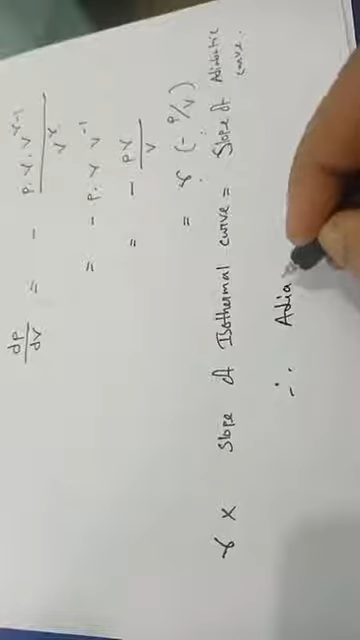 dP/dV = - P.γ.V^γ-1 / V^γ
= - P.γ V^-1
= - Pγ / V
= γ (- P/V)
γ X Slope of Isothermal curve = Slope of Adiabatic curve.
∴ Adia